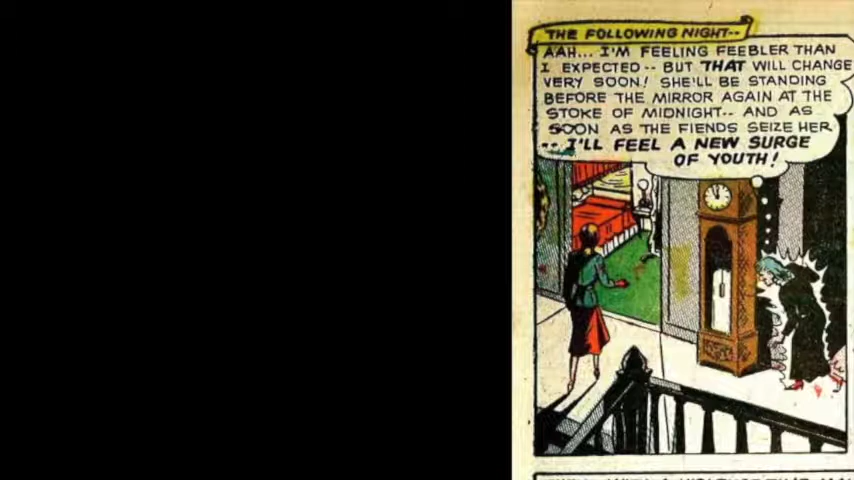 THE FOLLOWING NIGHT--
AAH... I'M FEELING FEEBLER THAN
I EXPECTED -- BUT THAT WILL CHANGE
VERY SOON! SHE'LL BE STANDING
BEFORE THE MIRROR AGAIN AT THE
STOKE OF MIDNIGHT-- AND AS
SOON AS THE FIENDS SEIZE HER
-- I'LL FEEL A NEW SURGE
OF YOUTH!